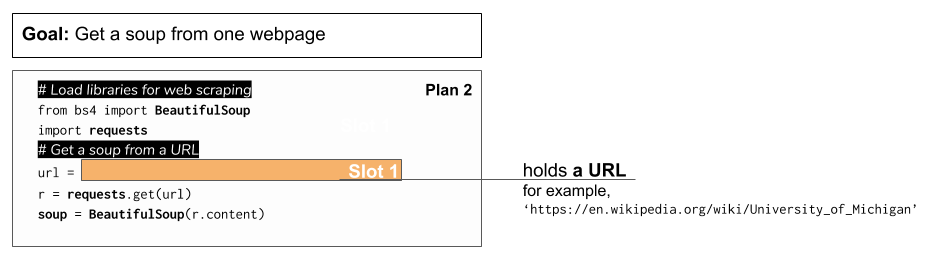 Goal: Get a soup from one webpage
# Load libraries for web scraping
Plan 2
from bs4 import BeautifulSoup
import requests
Slot 1
# Get a soup from a URL
url =
Slot 1
holds a URL
for example,
r = requests.get(url)
‘https://en.wikipedia.org/wiki/University_of_Michigan’
soup = BeautifulSoup(r.content)